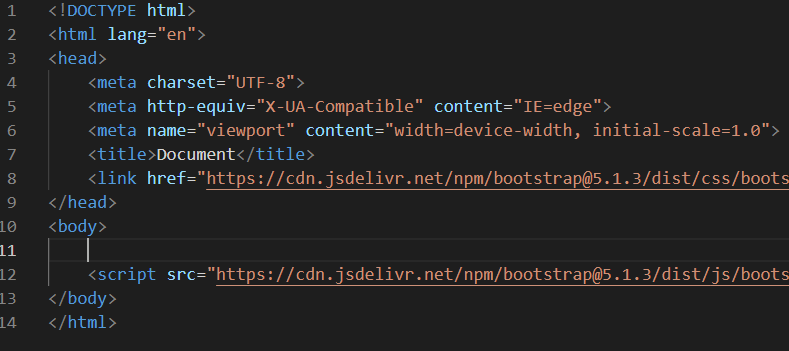 1 <!DOCTYPE html>
2 <html lang="en">
3 <head>
4     <meta charset="UTF-8">
5     <meta http-equiv="X-UA-Compatible" content="IE=edge">
6     <meta name="viewport" content="width=device-width, initial-scale=1.0">
7     <title>Document</title>
8     <link href="https://cdn.jsdelivr.net/npm/bootstrap@5.1.3/dist/css/boots
9 </head>
10 <body>
11
12     <script src="https://cdn.jsdelivr.net/npm/bootstrap@5.1.3/dist/js/boots
13 </body>
14 </html>